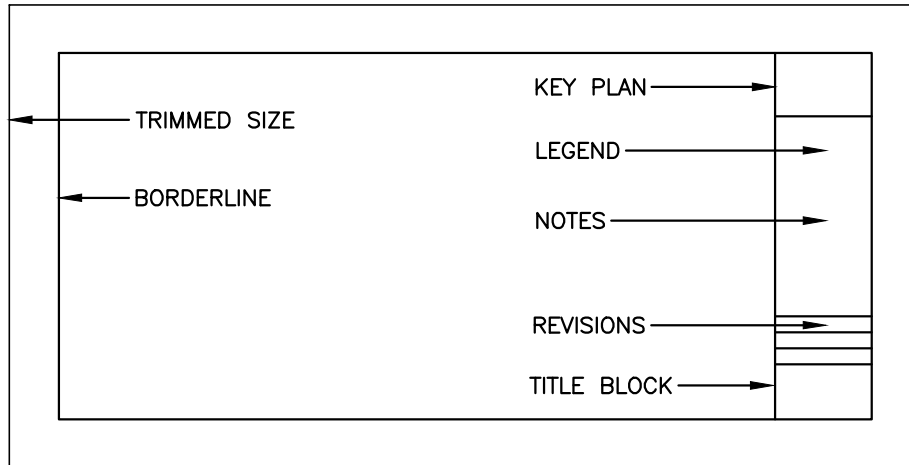 KEY PLAN
TRIMMED SIZE
LEGEND
BORDERLINE
NOTES
REVISIONS
TITLE BLOCK